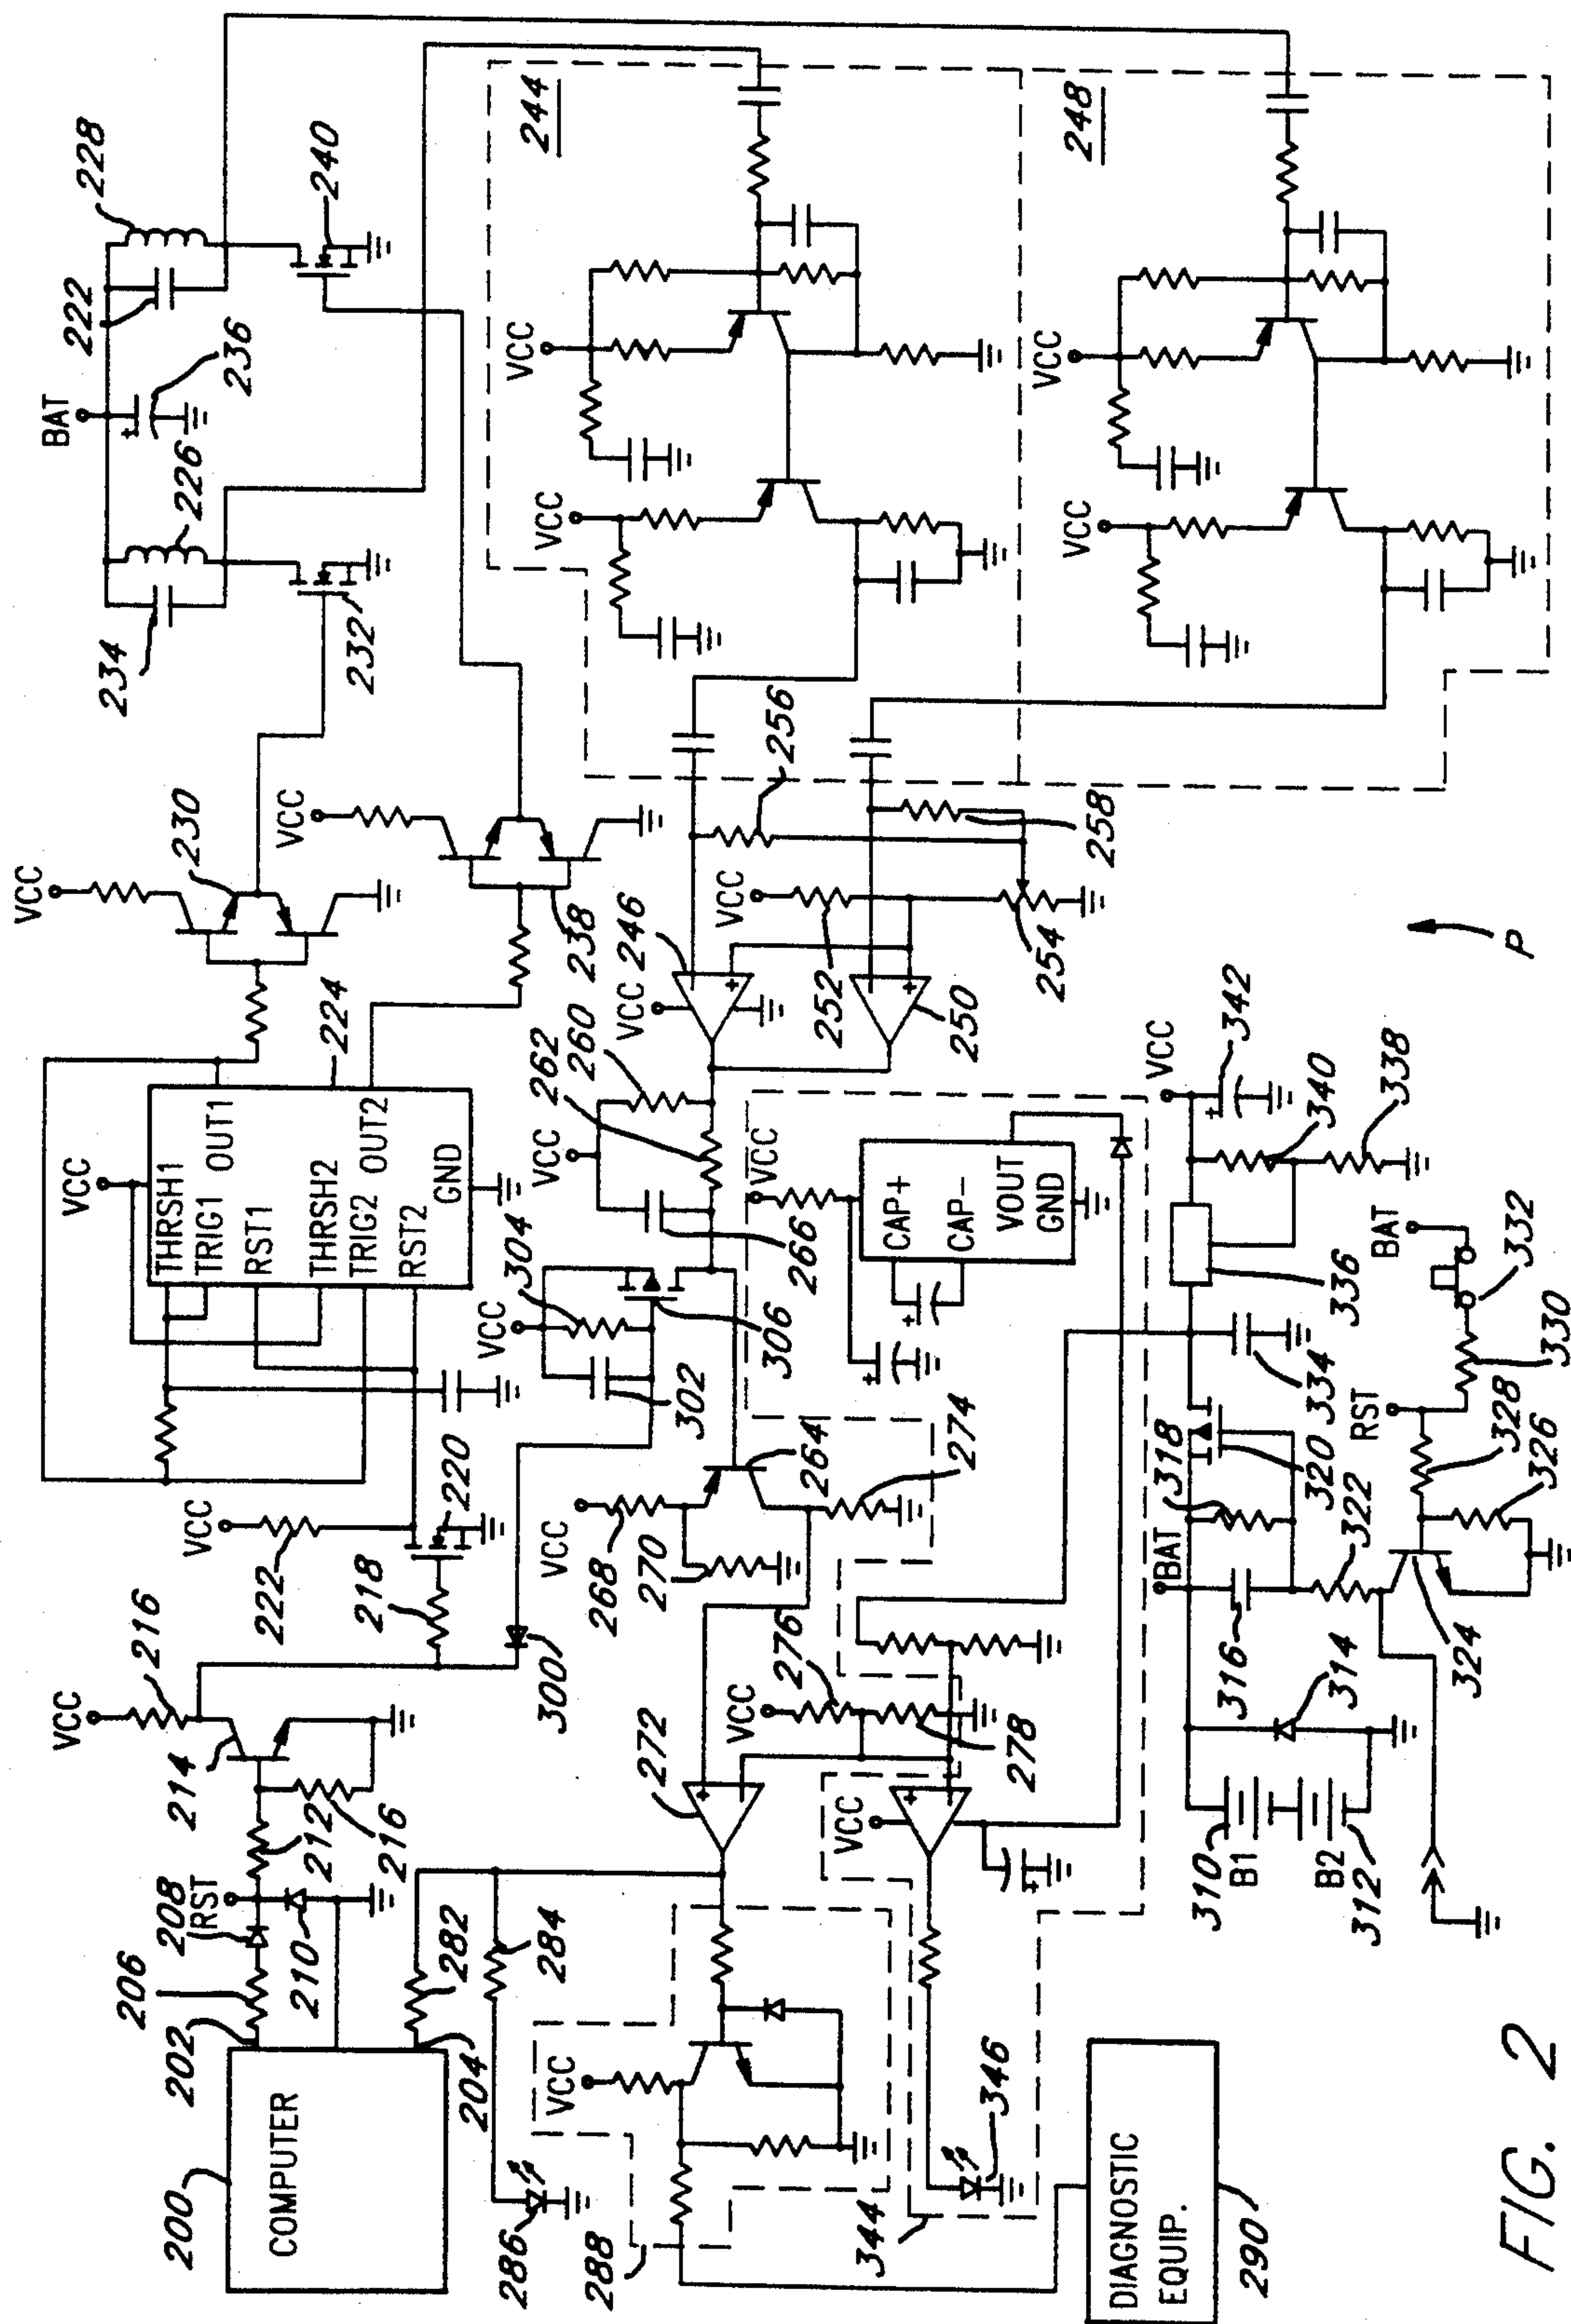 228
240
222
BAT
236
226
234
232
244
248
VCC
VCC
VCC
VCC
VCC
230
VCC
238
VCC
224
THRSH1
TRIG1
RST1
THRSH2
TRIG2
RST2
OUT1
OUT2
GND
VCC
222
218
220
VCC
216
214
212
216
RST
208
210
206
202
200
COMPUTER
204
282
284
286
256
258
VCC
252
254
250
246
VCC
260
262
VCC
266
304
VCC
302
306
300
VCC
268
270
264
274
VCC
CAP+
CAP-
VOUT
GND
272
276
VCC
278
VCC
VCC
288
344
346
DIAGNOSTIC
EQUIP.
290
P
VCC
342
340
338
336
334
BAT
332
330
RST
328
326
318
320
322
BAT
316
314
324
310
B1
B2
312
FIG. 2